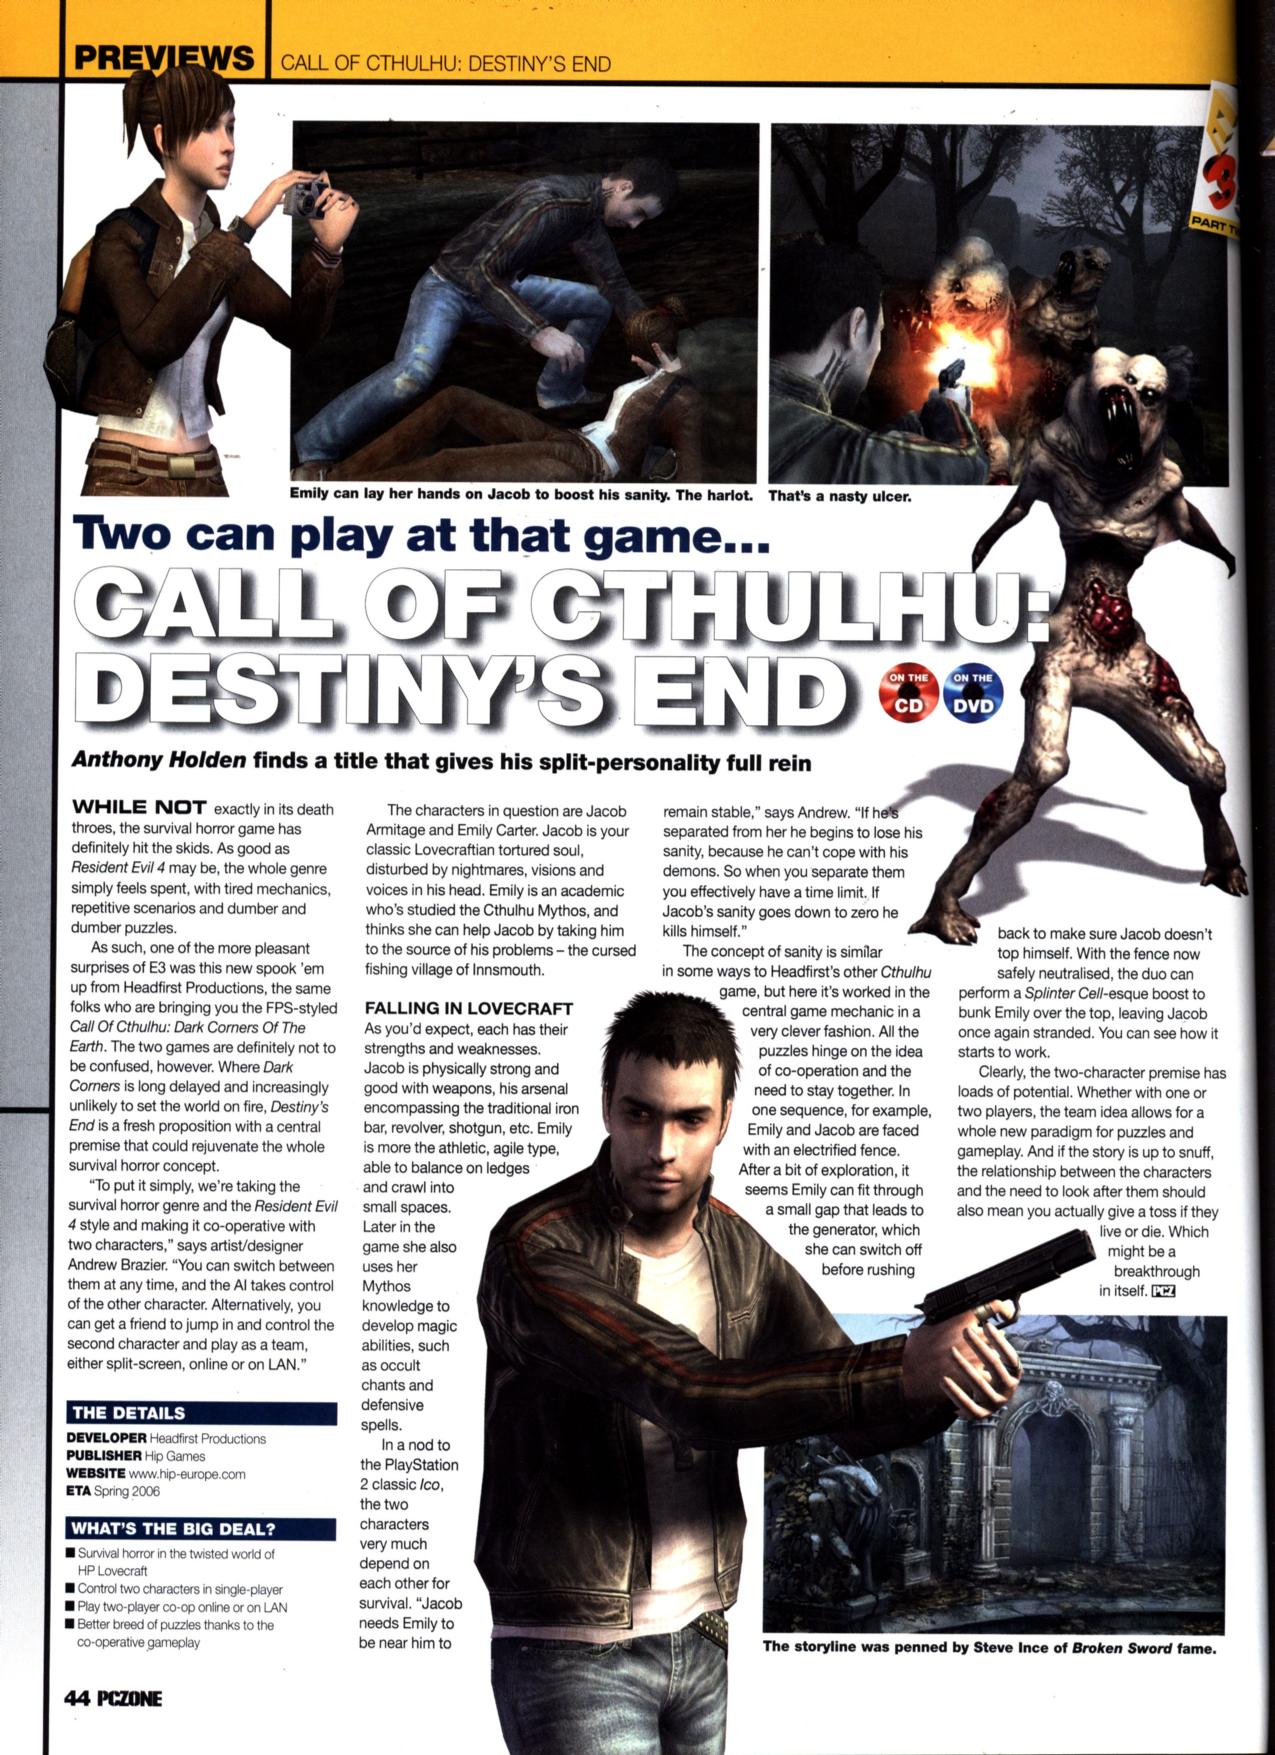 PREVIEWS
CALL OF CTHULHU: DESTINY'S END
E
3
PART
Emily can lay her hands on Jacob to boost his sanity. The harlot.
That's a nasty ulcer.
Two can play at that game...
CALL OF CTHULHU:
DESTINY'S END
ON THE
CD
ON THE
DVD
Anthony Holden finds a title that gives his split-personality full rein
WHILE NOT exactly in its death
throes, the survival horror game has
definitely hit the skids. As good as
Resident Evil 4 may be, the whole genre
simply feels spent, with tired mechanics,
repetitive scenarios and dumber and
dumber puzzles.
As such, one of the more pleasant
surprises of E3 was this new spook 'em
up from Headfirst Productions, the same
folks who are bringing you the FPS-styled
Call Of Cthulhu: Dark Corners Of The
Earth. The two games are definitely not to
be confused, however. Where Dark
Corners is long delayed and increasingly
unlikely to set the world on fire, Destiny's
End is a fresh proposition with a central
premise that could rejuvenate the whole
survival horror concept.
"To put it simply, we're taking the
survival horror genre and the Resident Evil
4 style and making it co-operative with
two characters," says artist/designer
Andrew Brazier. "You can switch between
them at any time, and the AI takes control
of the other character. Alternatively, you
can get a friend to jump in and control the
second character and play as a team,
either split-screen, online or on LAN."
THE DETAILS
DEVELOPER Headfirst Productions
PUBLISHER Hip Games
WEBSITE www.hip-europe.com
ETA Spring 2006
WHAT'S THE BIG DEAL?
■ Survival horror in the twisted world of
HP Lovecraft
■ Control two characters in single-player
■ Play two-player co-op online or on LAN
■ Better breed of puzzles thanks to the
co-operative gameplay
The characters in question are Jacob
Armitage and Emily Carter. Jacob is your
classic Lovecraftian tortured soul,
disturbed by nightmares, visions and
voices in his head. Emily is an academic
who's studied the Cthulhu Mythos, and
thinks she can help Jacob by taking him
to the source of his problems – the cursed
fishing village of Innsmouth.
FALLING IN LOVECRAFT
As you'd expect, each has their
strengths and weaknesses.
Jacob is physically strong and
good with weapons, his arsenal
encompassing the traditional iron
bar, revolver, shotgun, etc. Emily
is more the athletic, agile type,
able to balance on ledges
and crawl into
small spaces.
Later in the
game she also
uses her
Mythos
knowledge to
develop magic
abilities, such
as occult
chants and
defensive
spells.
In a nod to
the PlayStation
2 classic Ico,
the two
characters
very much
depend on
each other for
survival. "Jacob
needs Emily to
be near him to
remain stable," says Andrew. "If he's
separated from her he begins to lose his
sanity, because he can't cope with his
demons. So when you separate them
you effectively have a time limit. If
Jacob's sanity goes down to zero he
kills himself."
The concept of sanity is similar
in some ways to Headfirst's other Cthulhu
game, but here it's worked in the
central game mechanic in a
very clever fashion. All the
puzzles hinge on the idea
of co-operation and the
need to stay together. In
one sequence, for example,
Emily and Jacob are faced
with an electrified fence.
After a bit of exploration, it
seems Emily can fit through
a small gap that leads to
the generator, which
she can switch off
before rushing
back to make sure Jacob doesn't
top himself. With the fence now
safely neutralised, the duo can
perform a Splinter Cell-esque boost to
bunk Emily over the top, leaving Jacob
once again stranded. You can see how it
starts to work.
Clearly, the two-character premise has
loads of potential. Whether with one or
two players, the team idea allows for a
whole new paradigm for puzzles and
gameplay. And if the story is up to snuff,
the relationship between the characters
and the need to look after them should
also mean you actually give a toss if they
live or die. Which
might be a
breakthrough
in itself. PCZ
The storyline was penned by Steve Ince of Broken Sword fame.
44 PCZONE